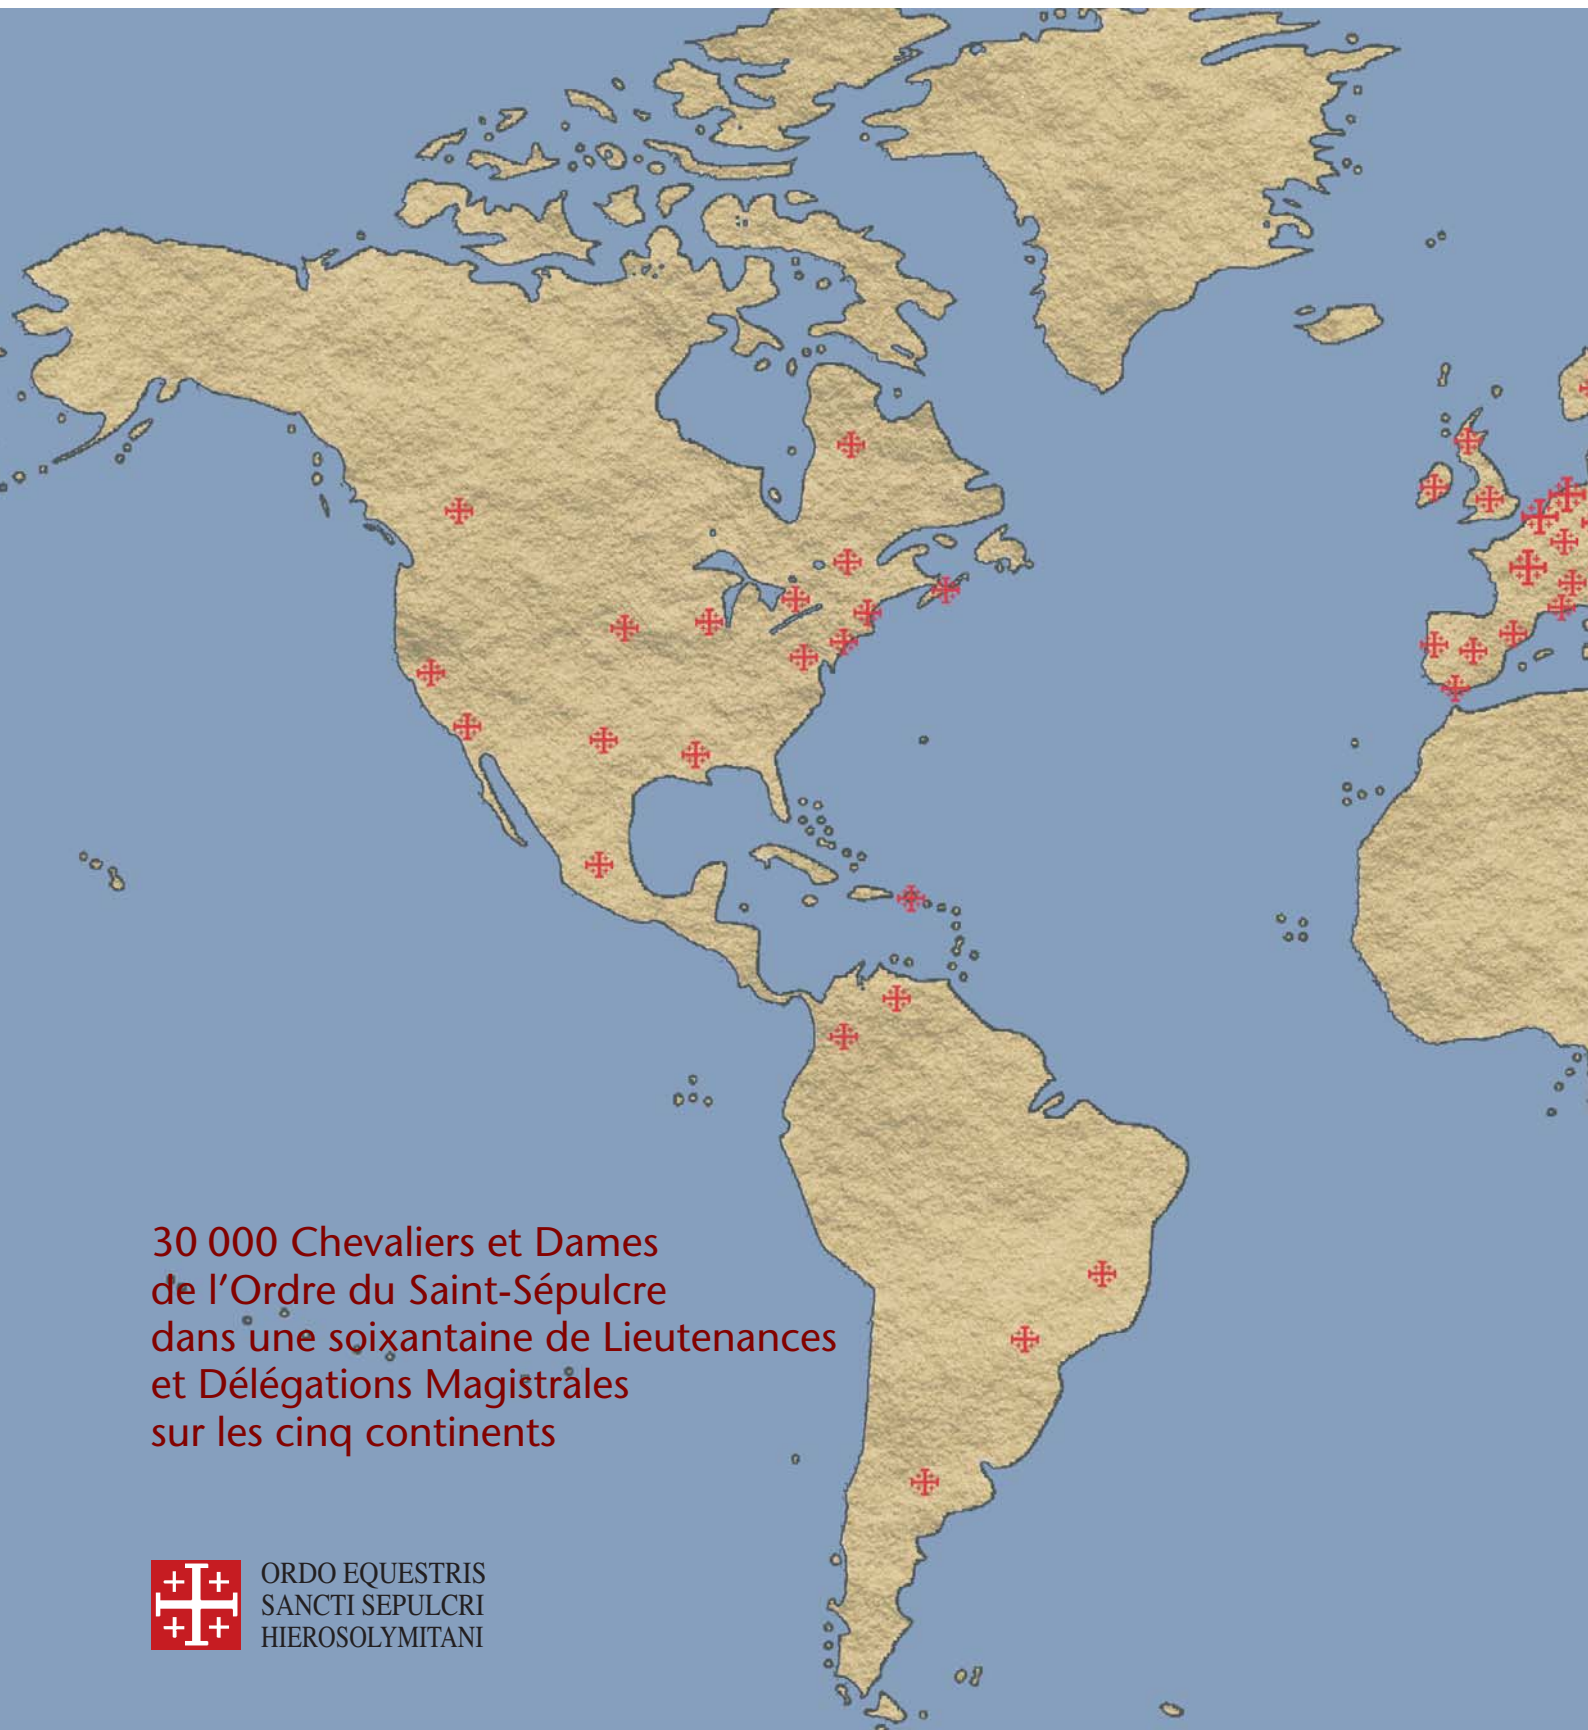 30 000 Chevaliers et Dames
de l’Ordre du Saint-Sépulcre
dans une soixantaine de Lieutenances
et Délégations Magistrales
sur les cinq continents
ORDO EQUESTRIS
SANCTI SEPULCRI
HIEROSOLYMITANI